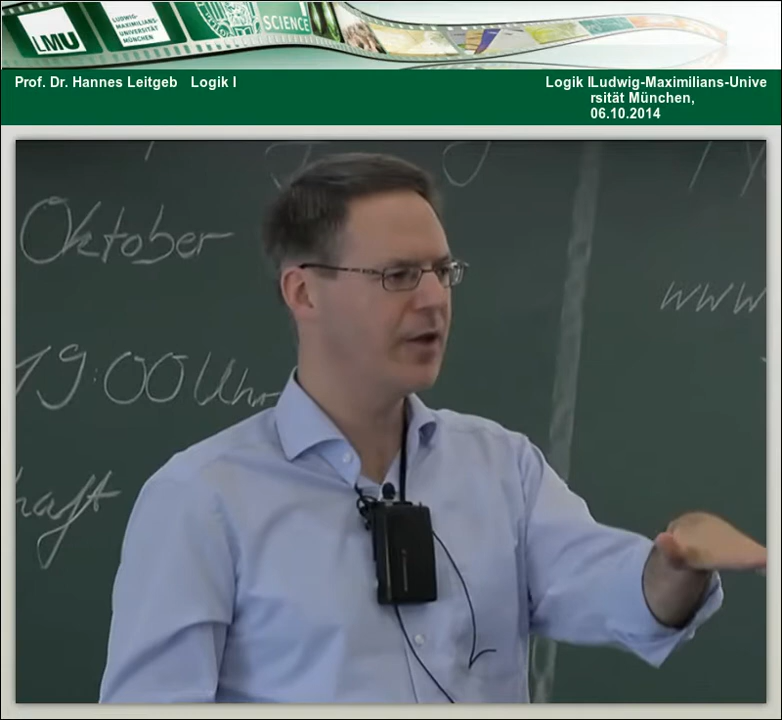 LMU
LUDWIG-
MAXIMILIANS-
UNIVERSITÄT
MÜNCHEN
SCIENCE
Prof. Dr. Hannes Leitgeb Logik I
Logik ILudwig-Maximilians-Unive
rsität München,
06.10.2014
Oktober
www
19:00 Uhr
haft